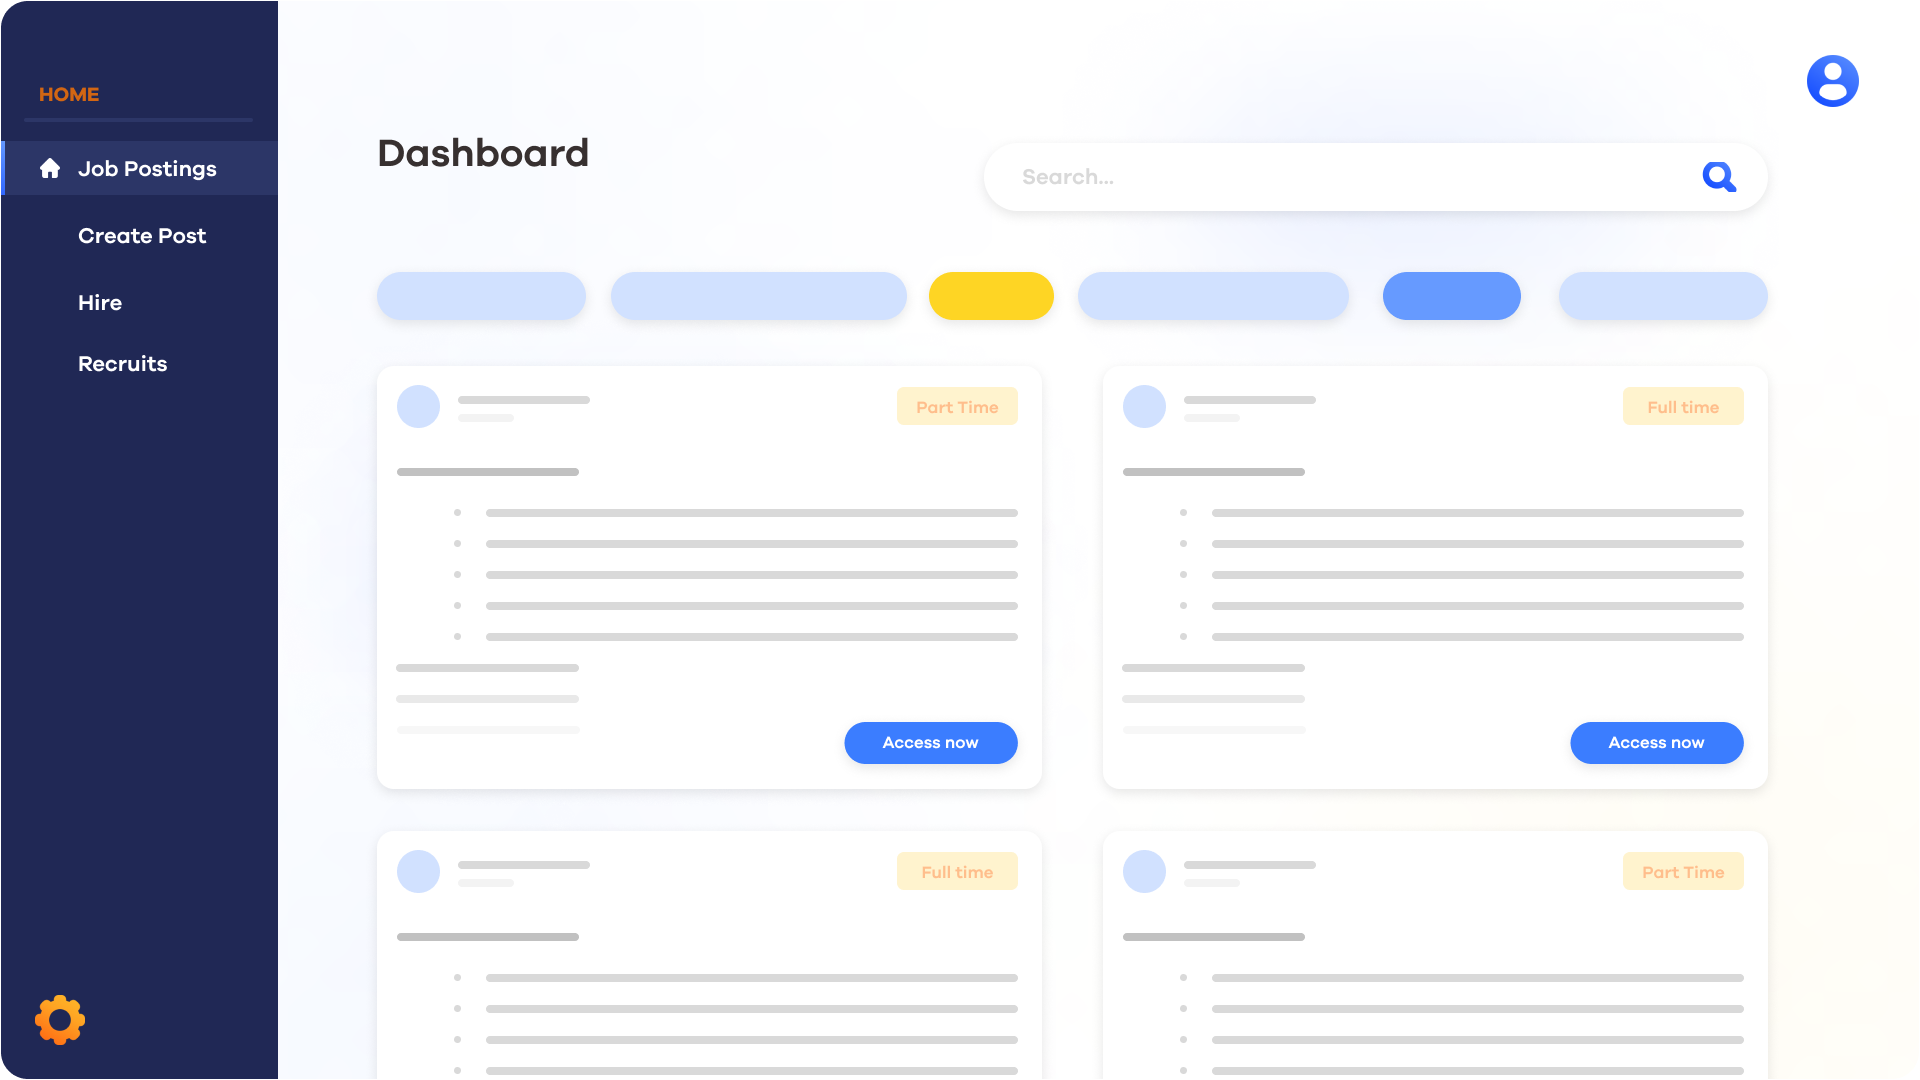 HOME
Job Postings
Create Post
Hire
Recruits
Dashboard
Search...
Part Time
Full time
Access now
Access now
Full time
Part Time